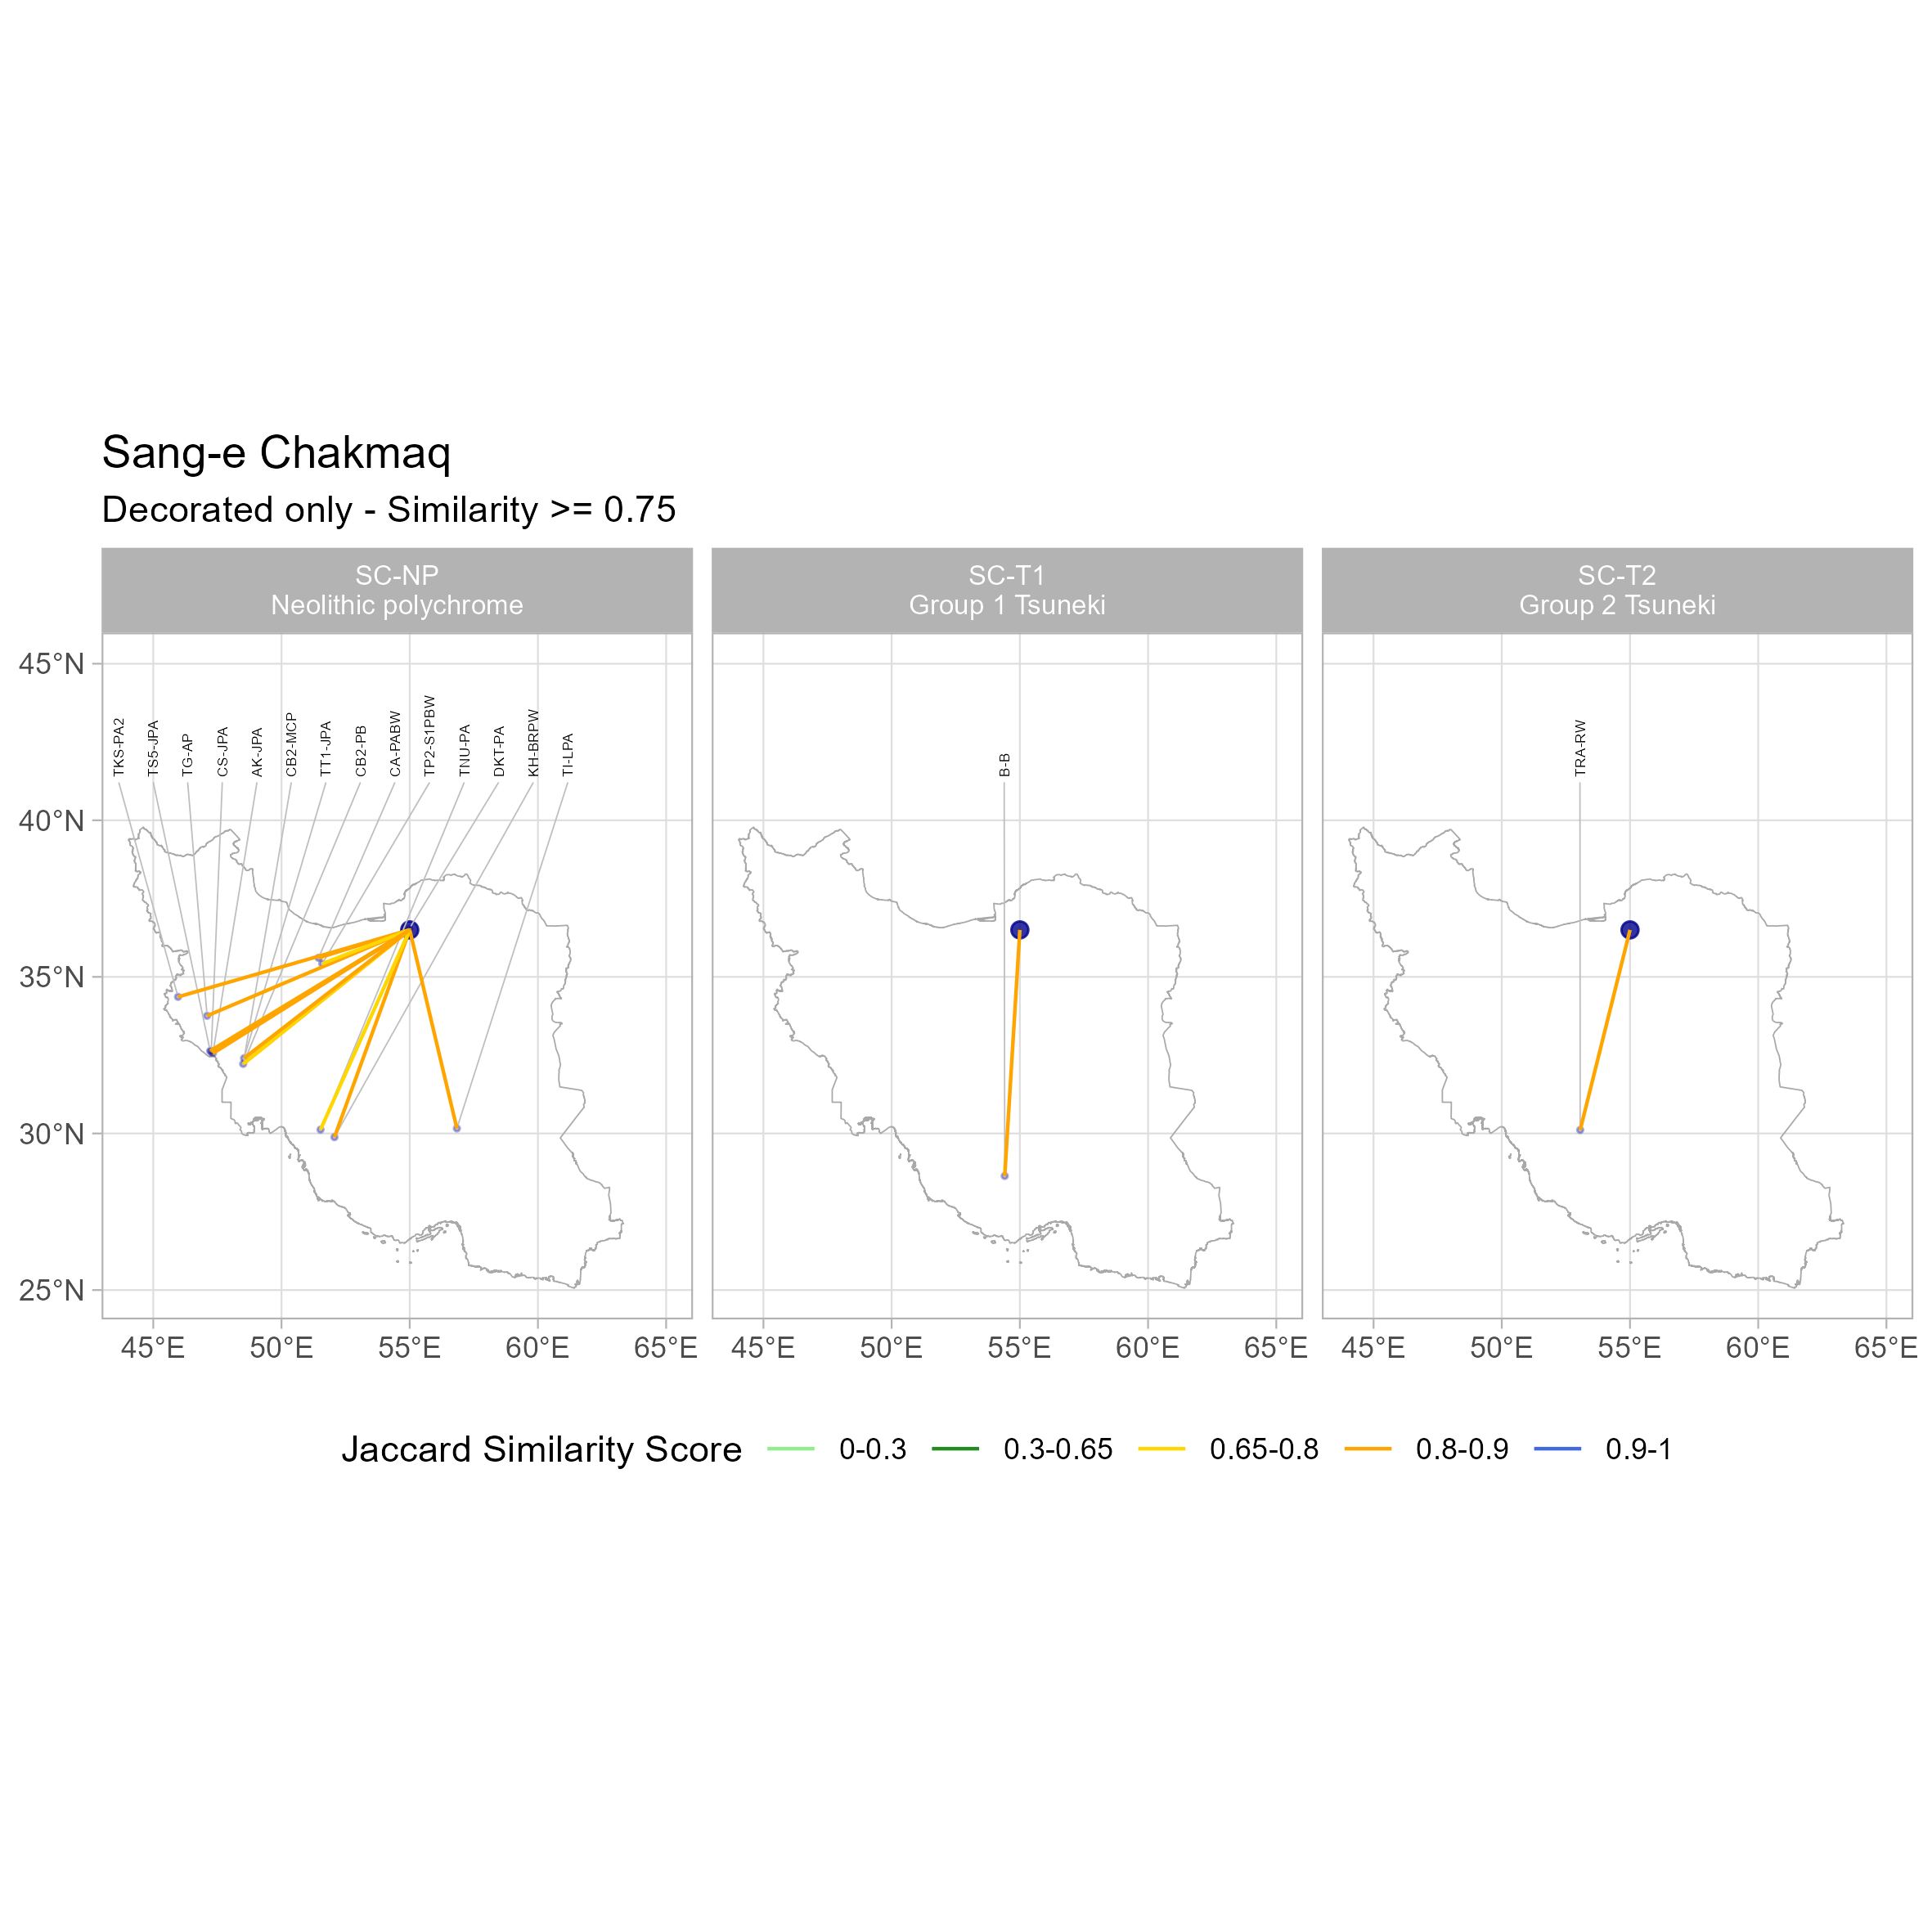 Sang-e Chakmaq
Decorated only - Similarity >= 0.75
SC-NP
Neolithic polychrome
SC-T1
Group 1 Tsuneki
SC-T2
Group 2 Tsuneki
45°N
40°N
35°N
30°N
25°N
TKS-PA2
TS5-JPA
TG-AP
CS-JPA
AK-JPA
CB2-MCP
TT1-JPA
CB2-PB
CA-PABW
TP2-S1PBW
TNU-PA
DKT-PA
KH-BRPW
TI-LPA
B-B
TRA-RW
45°E 50°E 55°E 60°E 65°E
45°E 50°E 55°E 60°E 65°E
45°E 50°E 55°E 60°E 65°E
Jaccard Similarity Score 0-0.3 0.3-0.65 0.65-0.8 0.8-0.9 0.9-1